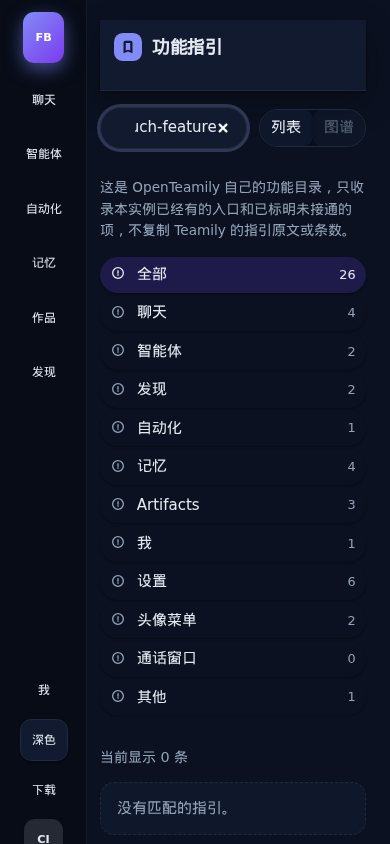 FB
聊天
智能体
自动化
记忆
作品
发现
我
深色
下载
CI
功能指引
uch-feature
列表
图谱
这是 OpenTeamily 自己的功能目录，只收
录本实例已经有的入口和已标明未接通的
项，不复制 Teamily 的指引原文或条数。
全部 26
聊天 4
智能体 2
发现 2
自动化 1
记忆 4
Artifacts 3
我 1
设置 6
头像菜单 2
通话窗口 0
其他 1
当前显示 0 条
没有匹配的指引。